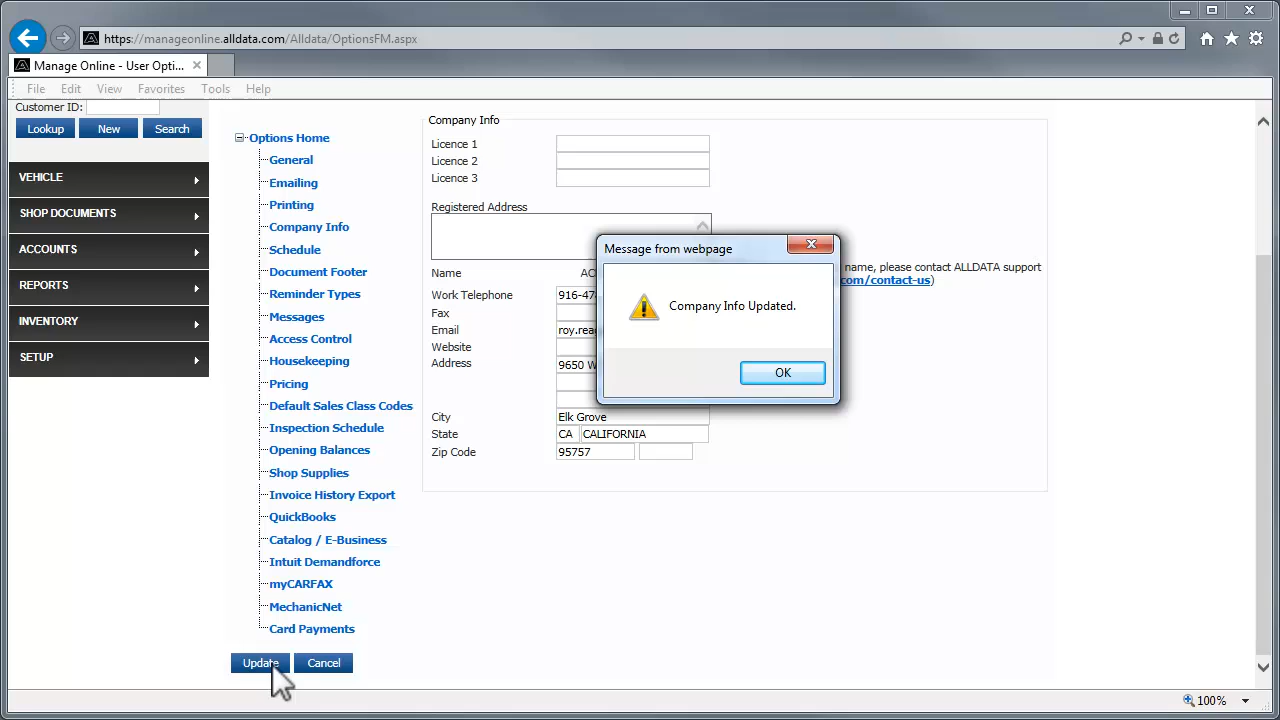 https://manageonline.alldata.com/Alldata/OptionsFM.aspx
Manage Online - User Opti...
File Edit View Favorites Tools Help
Customer ID:
Lookup New Search
VEHICLE
SHOP DOCUMENTS
ACCOUNTS
REPORTS
INVENTORY
SETUP
Options Home
General
Emailing
Printing
Company Info
Schedule
Document Footer
Reminder Types
Messages
Access Control
Housekeeping
Pricing
Default Sales Class Codes
Inspection Schedule
Opening Balances
Shop Supplies
Invoice History Export
QuickBooks
Catalog / E-Business
Intuit Demandforce
myCARFAX
MechanicNet
Card Payments
Update Cancel
Company Info
Licence 1
Licence 2
Licence 3
Registered Address
Name
name, please contact ALLDATA support
com/contact-us)
Work Telephone 916-47
Fax
Email roy.rea
Website
Address 9650 W
City Elk Grove
State CA CALIFORNIA
Zip Code 95757
Message from webpage
Company Info Updated.
OK
100%